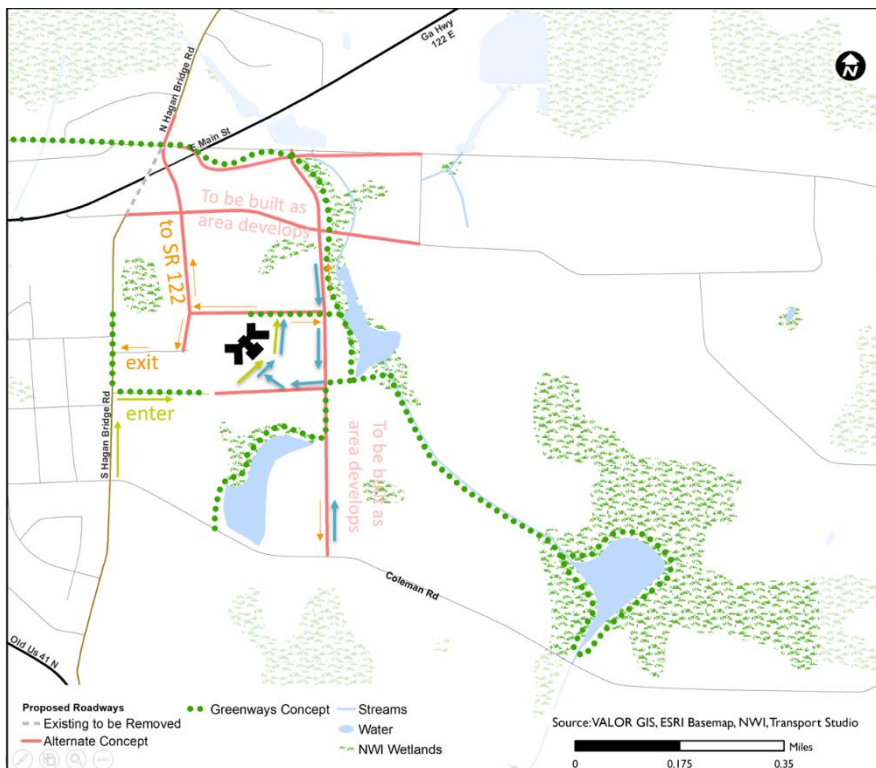 Ga Hwy
122 E
N
N Hagan Bridge Rd
E Main St
To be built as
area develops
to SR 122
exit
enter
S Hagan Bridge Rd
To be built as
area develops
Coleman Rd
Old Us 41 N
Proposed Roadways
Existing to be Removed
Alternate Concept
Greenways Concept
Streams
Water
NWI Wetlands
Source:VALOR GIS, ESRI Basemap, NWI, Transport Studio
Miles
0 0.175 0.35